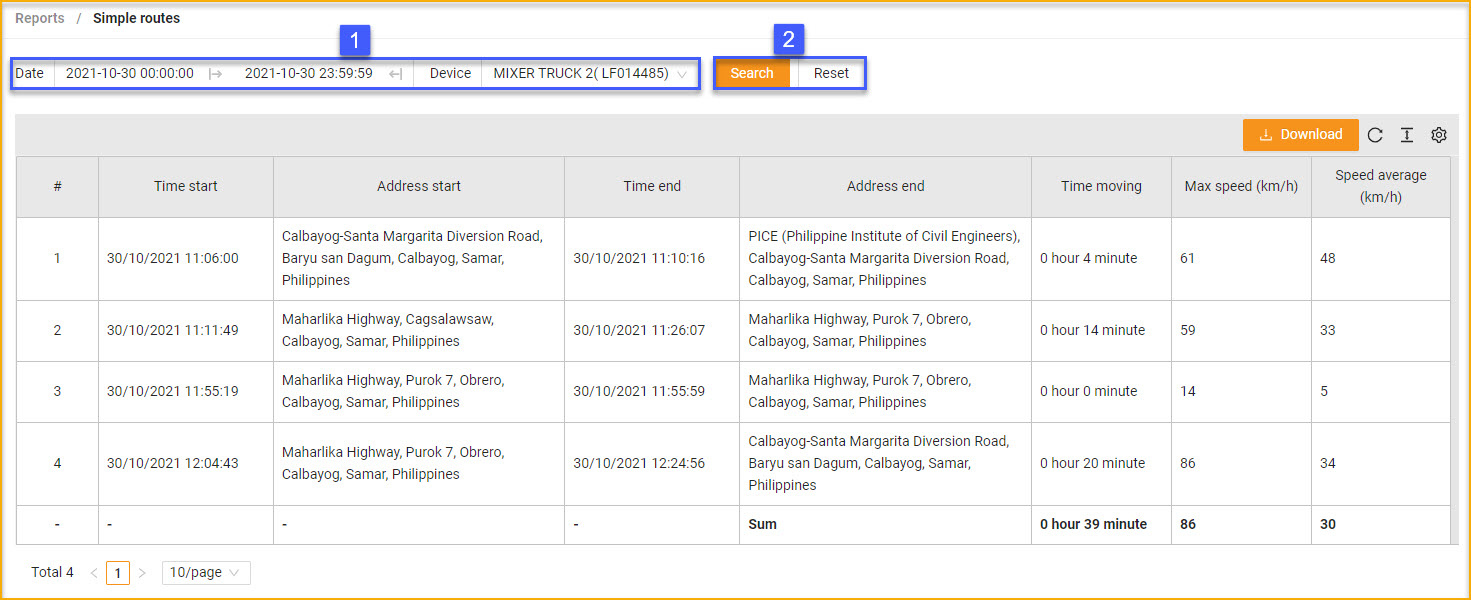 Reports / Simple routes
1
2
Date 2021-10-30 00:00:00 2021-10-30 23:59:59 Device MIXER TRUCK 2( LF014485) Search Reset
Download
# Time start Address start Time end Address end Time moving Max speed (km/h) Speed average
(km/h)
1 30/10/2021 11:06:00 Calbayog-Santa Margarita Diversion Road,
Baryu san Dagum, Calbayog, Samar,
Philippines
30/10/2021 11:10:16 PICE (Philippine Institute of Civil Engineers),
Calbayog-Santa Margarita Diversion Road,
Calbayog, Samar, Philippines
0 hour 4 minute 61 48
2 30/10/2021 11:11:49 Maharlika Highway, Cagsalawsaw,
Calbayog, Samar, Philippines
30/10/2021 11:26:07 Maharlika Highway, Purok 7, Obrero,
Calbayog, Samar, Philippines
0 hour 14 minute 59 33
3 30/10/2021 11:55:19 Maharlika Highway, Purok 7, Obrero,
Calbayog, Samar, Philippines
30/10/2021 11:55:59 Maharlika Highway, Purok 7, Obrero,
Calbayog, Samar, Philippines
0 hour 0 minute 14 5
4 30/10/2021 12:04:43 Maharlika Highway, Purok 7, Obrero,
Calbayog, Samar, Philippines
30/10/2021 12:24:56 Calbayog-Santa Margarita Diversion Road,
Baryu san Dagum, Calbayog, Samar,
Philippines
0 hour 20 minute 86 34
- - - - Sum 0 hour 39 minute 86 30
Total 4 < 1 > 10/page